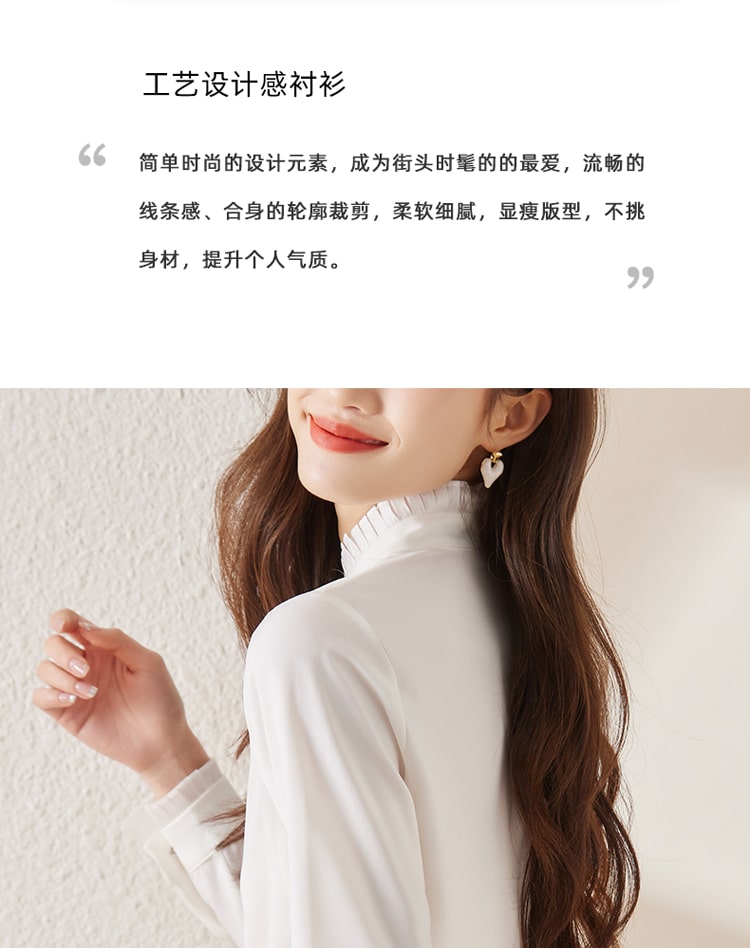 工艺设计感衬衫
“
简单时尚的设计元素，成为街头时髦的的最爱，流畅的
线条感、合身的轮廓裁剪，柔软细腻，显瘦版型，不挑
身材，提升个人气质。
”